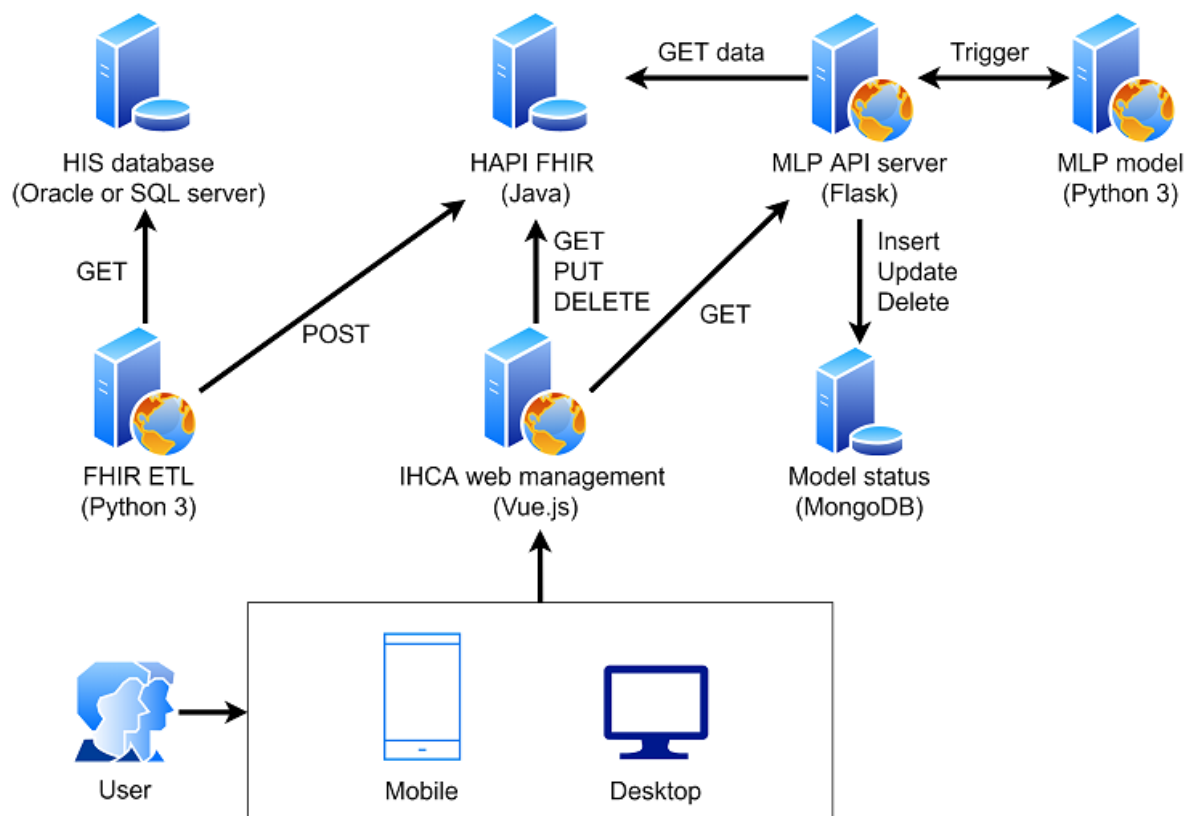 GET data
Trigger
HIS database
(Oracle or SQL server)
HAPI FHIR
(Java)
MLP API server
(Flask)
MLP model
(Python 3)
GET
POST
GET
PUT
DELETE
GET
Insert
Update
Delete
FHIR ETL
(Python 3)
IHCA web management
(Vue.js)
Model status
(MongoDB)
User
Mobile
Desktop